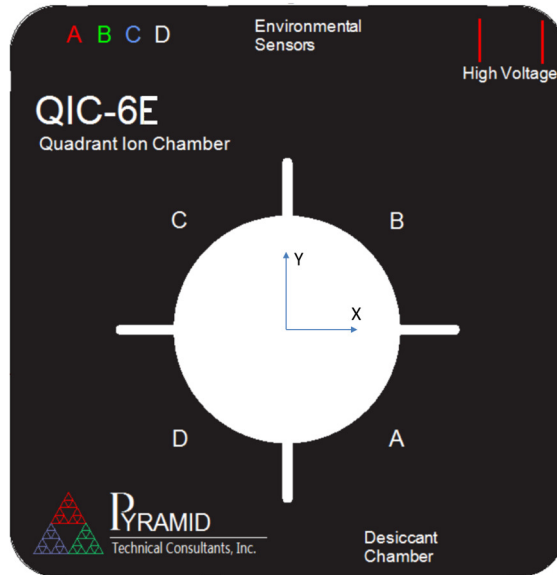 A B C D
Environmental
Sensors
High Voltage
QIC-6E
Quadrant Ion Chamber
C
B
Y
X
D
A
PYRAMID
Technical Consultants, Inc.
Desiccant
Chamber